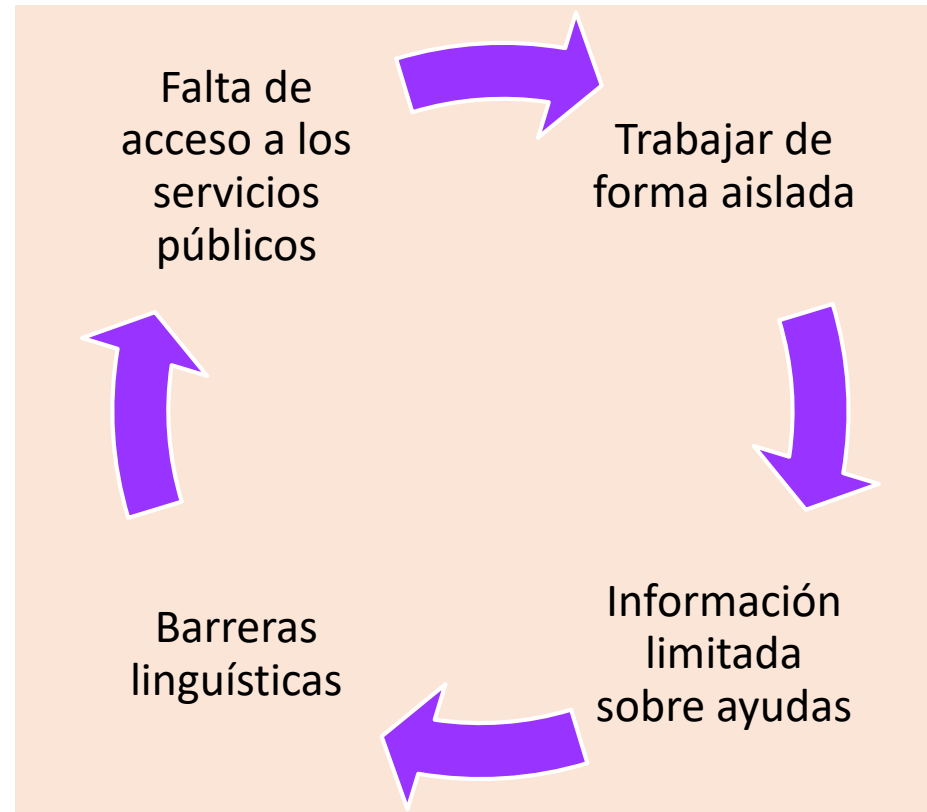 Falta de
acceso a los
servicios
públicos
Trabajar de
forma aislada
Información
limitada
sobre ayudas
Barreras
linguísticas